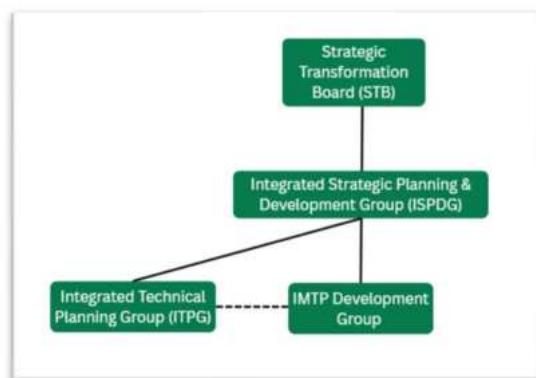 Strategic
Transformation
Board (STB)
Integrated Strategic Planning &
Development Group (ISPDG)
Integrated Technical
Planning Group (ITPG)
IMTP Development
Group